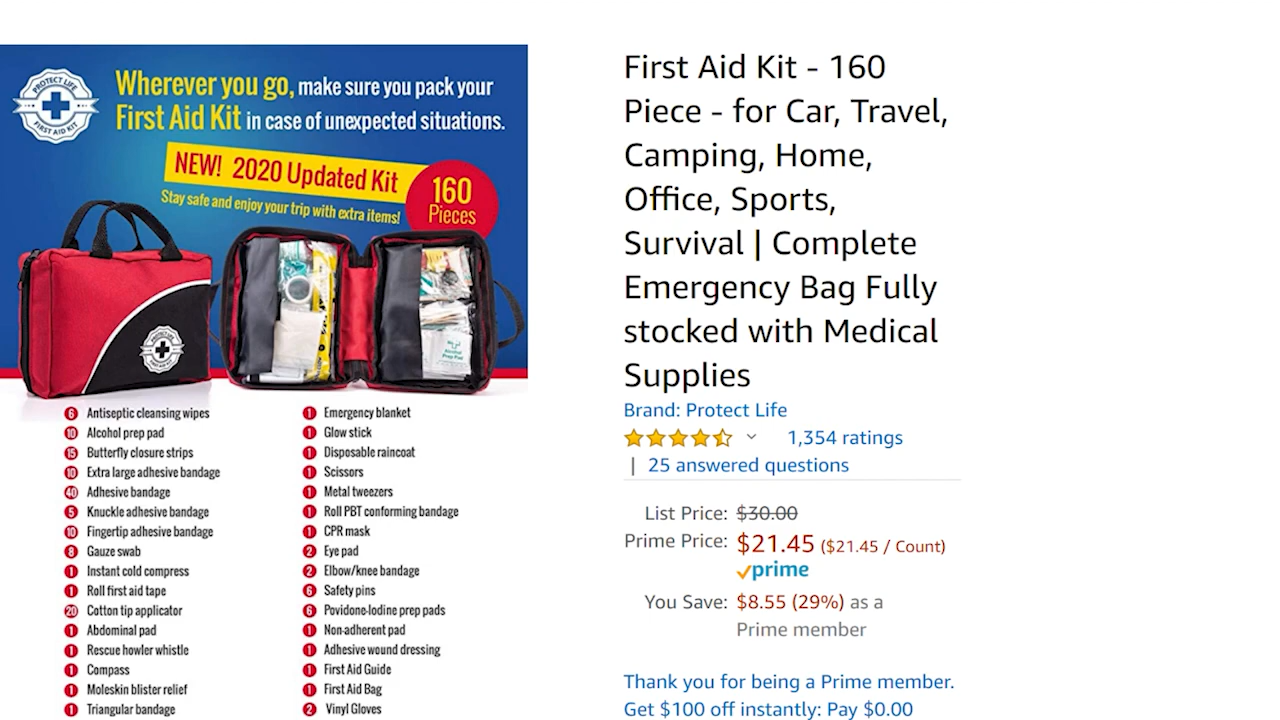 PROTECT LIFE
FIRST AID KIT
Wherever you go, make sure you pack your
First Aid Kit in case of unexpected situations.
NEW! 2020 Updated Kit
Stay safe and enjoy your trip with extra items!
160
Pieces
6 Antiseptic cleansing wipes
10 Alcohol prep pad
15 Butterfly closure strips
10 Extra large adhesive bandage
40 Adhesive bandage
5 Knuckle adhesive bandage
10 Fingertip adhesive bandage
8 Gauze swab
1 Instant cold compress
1 Roll first aid tape
20 Cotton tip applicator
1 Abdominal pad
1 Rescue howler whistle
1 Compass
1 Moleskin blister relief
1 Triangular bandage
1 Emergency blanket
1 Glow stick
1 Disposable raincoat
1 Scissors
1 Metal tweezers
1 Roll PBT conforming bandage
1 CPR mask
2 Eye pad
2 Elbow/knee bandage
6 Safety pins
6 Povidone-Iodine prep pads
1 Non-adherent pad
1 Adhesive wound dressing
1 First Aid Guide
1 First Aid Bag
2 Vinyl Gloves
First Aid Kit - 160
Piece - for Car, Travel,
Camping, Home,
Office, Sports,
Survival | Complete
Emergency Bag Fully
stocked with Medical
Supplies
Brand: Protect Life
1,354 ratings
| 25 answered questions
List Price: $30.00
Prime Price: $21.45 ($21.45 / Count)
prime
You Save: $8.55 (29%) as a
Prime member
Thank you for being a Prime member.
Get $100 off instantly: Pay $0.00